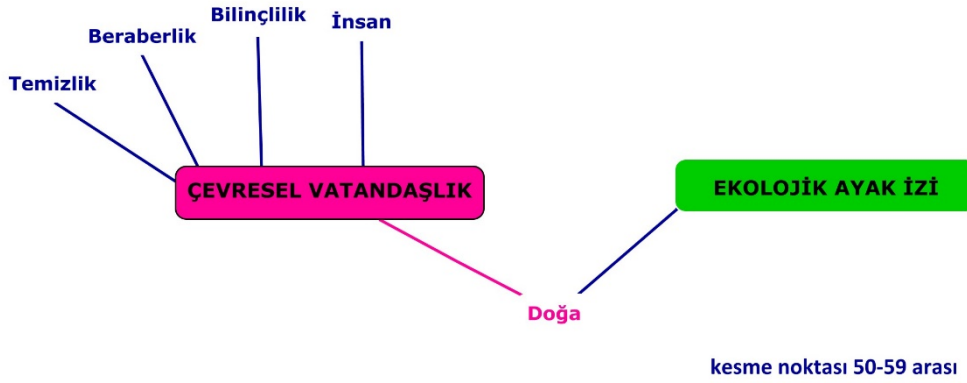 Bilinçlilik
İnsan
Beraberlik
Temizlik
ÇEVRESEL VATANDAŞLIK
EKOLOJİK AYAK İZİ
Doğa
kesme noktası 50-59 arası